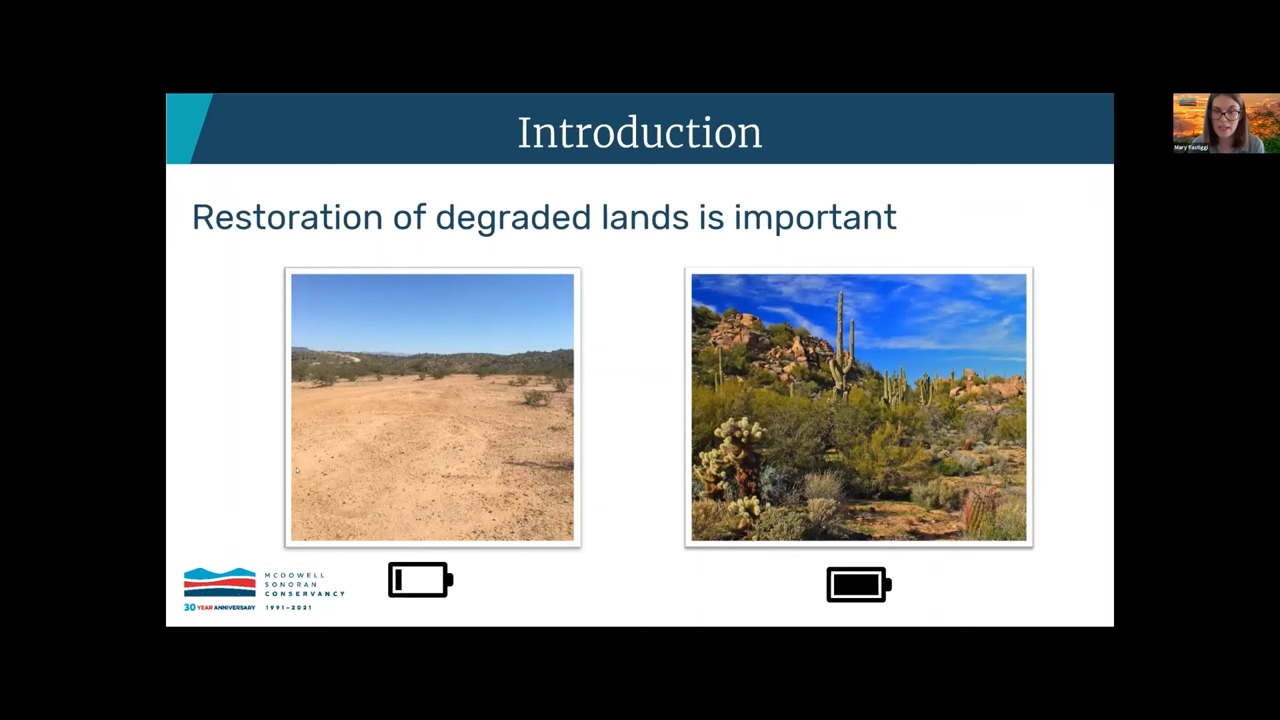 Introduction
Mary Fastiggi
Restoration of degraded lands is important
MCDOWELL
SONORAN
CONSERVANCY
30 YEAR ANNIVERSARY 1991-2021